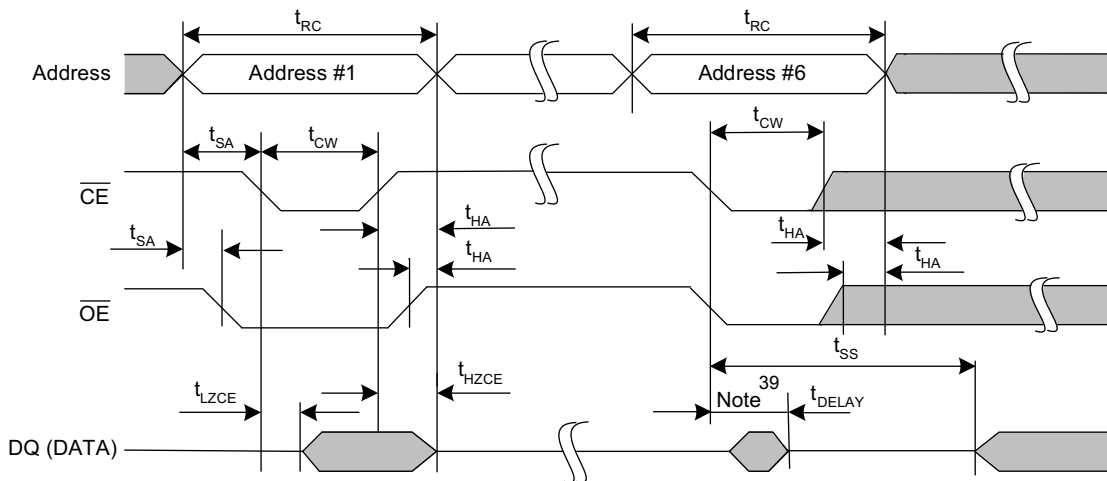 tRC tRC
Address Address #1 Address #6
tCW
tSA tCW
CE
tHA
tSA tHA tHA
tHA
OE
tSS
tLZCE tHZCE Note 39 tDELAY
DQ (DATA)